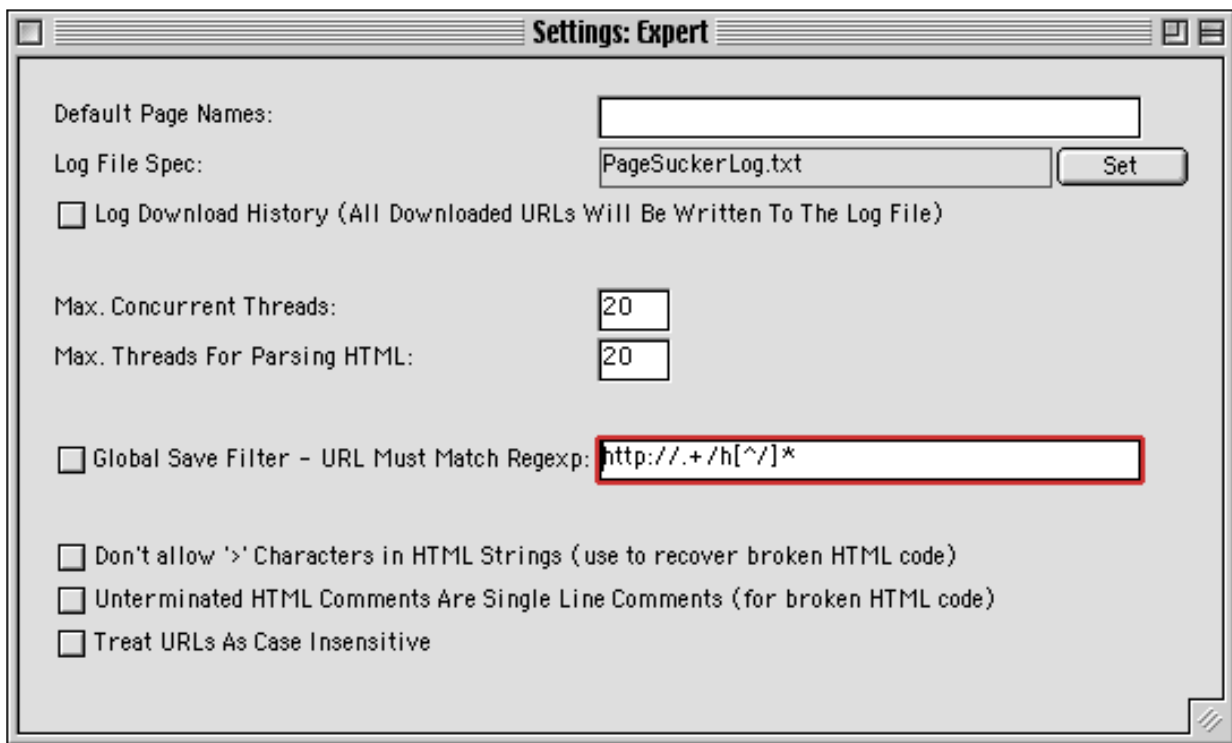 Settings: Expert
Default Page Names:
Log File Spec: PageSuckerLog.txt Set
Log Download History (All Downloaded URLs Will Be Written To The Log File)
Max. Concurrent Threads: 20
Max. Threads For Parsing HTML: 20
Global Save Filter - URL Must Match Regexp: http://.+/h[^/]*
Don't allow '>' Characters in HTML Strings (use to recover broken HTML code)
Unterminated HTML Comments Are Single Line Comments (for broken HTML code)
Treat URLs As Case Insensitive